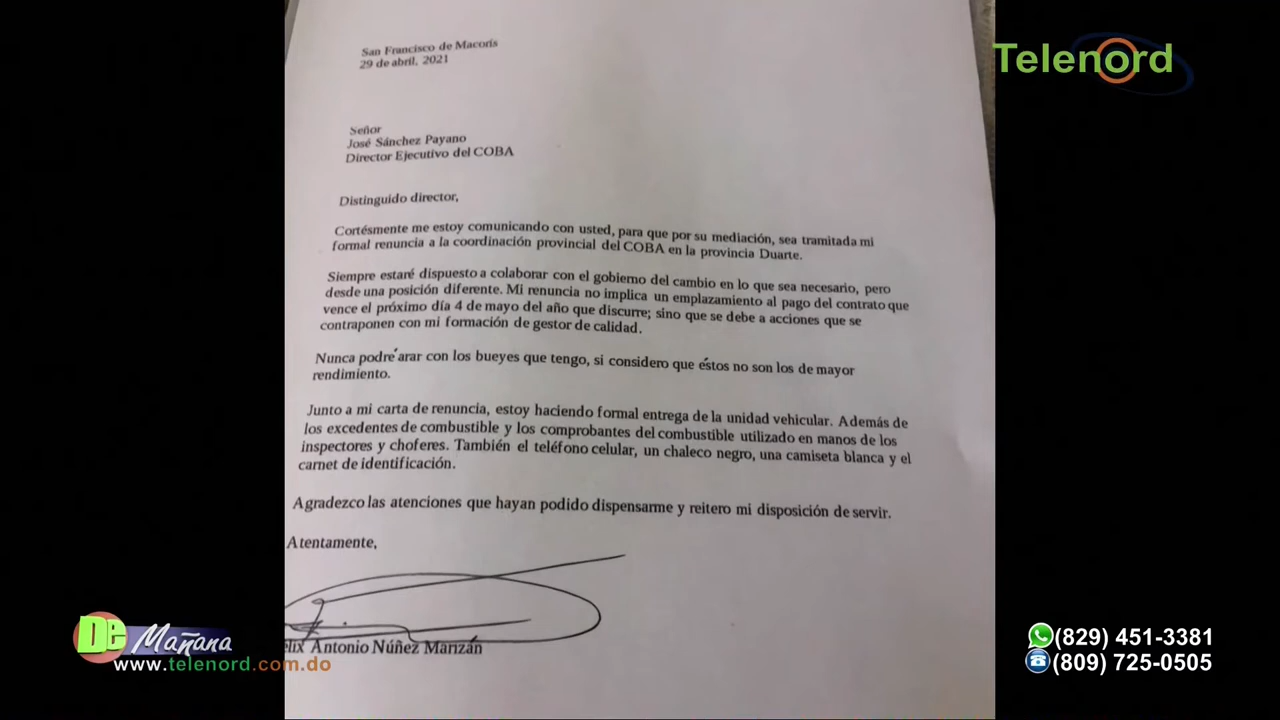 San Francisco de Macorís
29 de abril, 2021
Telenord
Señor
José Sánchez Payano
Director Ejecutivo del COBA
Distinguido director,
Cortésmente me estoy comunicando con usted, para que por su mediación, sea tramitada mi
formal renuncia a la coordinación provincial del COBA en la provincia Duarte.
Siempre estaré dispuesto a colaborar con el gobierno del cambio en lo que sea necesario, pero
desde una posición diferente. Mi renuncia no implica un emplazamiento al pago del contrato que
vence el próximo día 4 de mayo del año que discurre; sino que se debe a acciones que se
contraponen con mi formación de gestor de calidad.
Nunca podré arar con los bueyes que tengo, si considero que éstos no son los de mayor
rendimiento.
Junto a mi carta de renuncia, estoy haciendo formal entrega de la unidad vehicular. Además de
los excedentes de combustible y los comprobantes del combustible utilizado en manos de los
inspectores y choferes. También el teléfono celular, un chaleco negro, una camiseta blanca y el
carnet de identificación.
Agradezco las atenciones que hayan podido dispensarme y reitero mi disposición de servir.
Atentamente,
elix Antonio Núñez Marizán
De Mañana
www.telenord.com.do
(829) 451-3381
(809) 725-0505